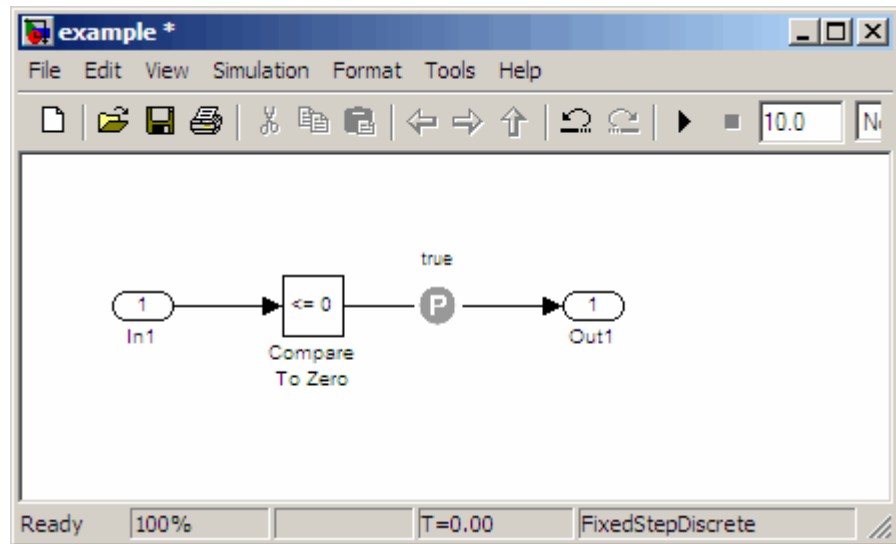 example *
File Edit View Simulation Format Tools Help
10.0
true
1
<= 0
P
1
In1
Out1
Compare
To Zero
Ready 100% T=0.00 FixedStepDiscrete